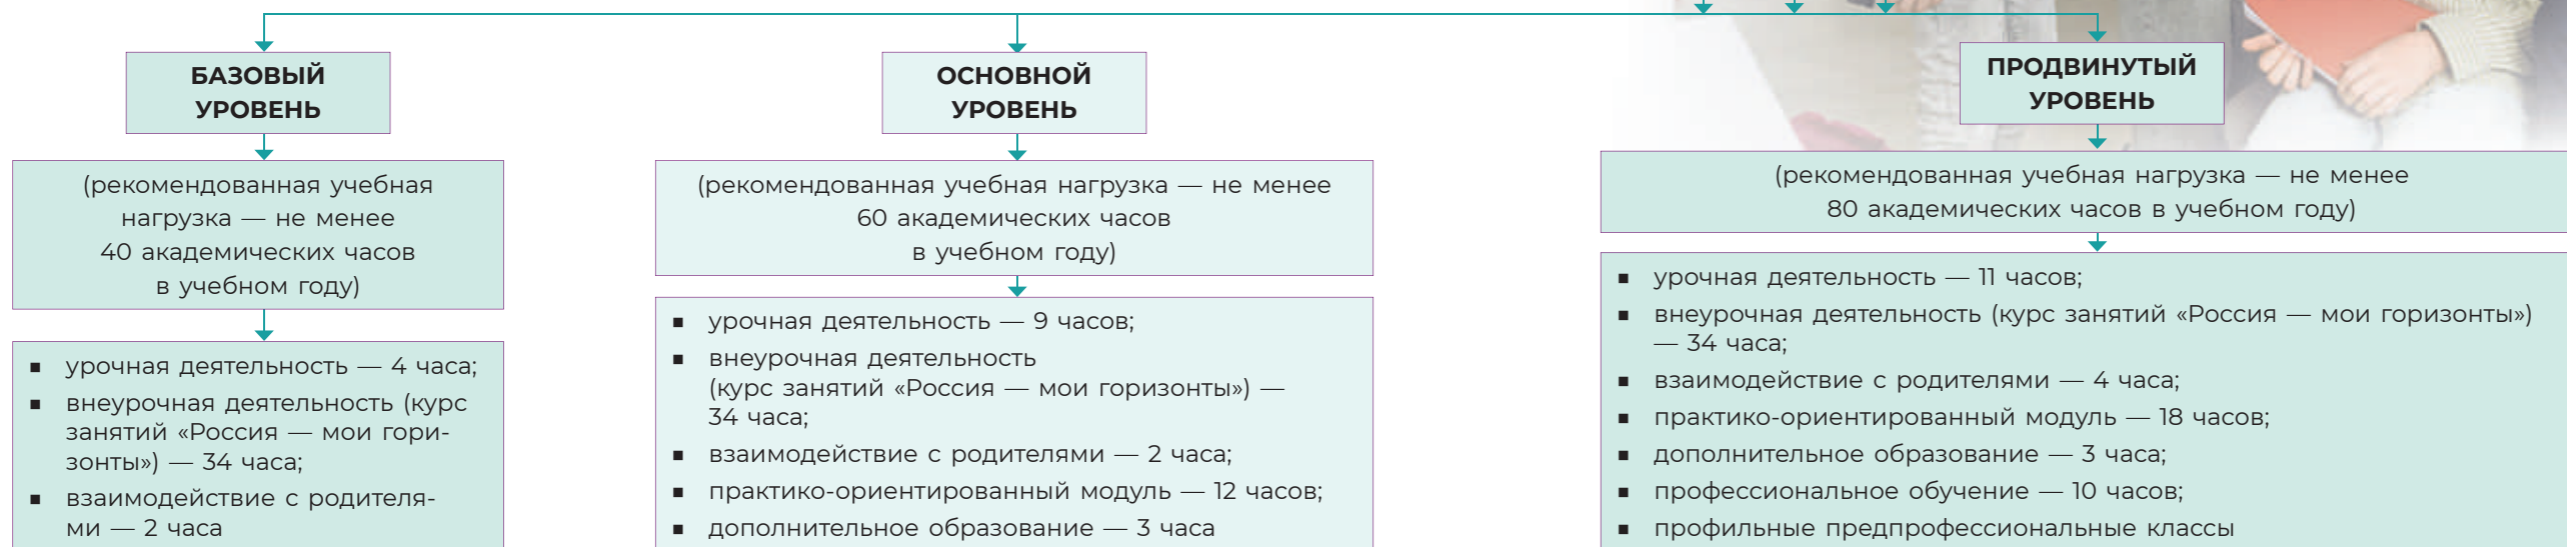 БАЗОВЫЙ
УРОВЕНЬ
(рекомендованная учебная
нагрузка — не менее
40 академических часов
в учебном году)
▪ урочная деятельность — 4 часа;
▪ внеурочная деятельность (курс
занятий «Россия — мои гори-
зонты») — 34 часа;
▪ взаимодействие с родителя-
ми — 2 часа
ОСНОВНОЙ
УРОВЕНЬ
(рекомендованная учебная нагрузка — не менее
60 академических часов
в учебном году)
▪ урочная деятельность — 9 часов;
▪ внеурочная деятельность
(курс занятий «Россия — мои горизонты») —
34 часа;
▪ взаимодействие с родителями — 2 часа;
▪ практико-ориентированный модуль — 12 часов;
▪ дополнительное образование — 3 часа
ПРОДВИНУТЫЙ
УРОВЕНЬ
(рекомендованная учебная нагрузка — не менее
80 академических часов в учебном году)
▪ урочная деятельность — 11 часов;
▪ внеурочная деятельность (курс занятий «Россия — мои горизонты»)
— 34 часа;
▪ взаимодействие с родителями — 4 часа;
▪ практико-ориентированный модуль — 18 часов;
▪ дополнительное образование — 3 часа;
▪ профессиональное обучение — 10 часов;
▪ профильные предпрофессиональные классы